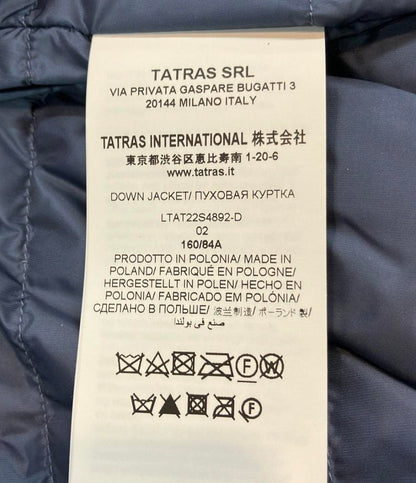 TATRAS SRL
VIA PRIVATA GASPARE BUGATTI 3
20144 MILANO ITALY
TATRAS INTERNATIONAL 株式会社
東京都渋谷区恵比寿南 1-20-6
www.tatras.it
DOWN JACKET/ ПУХОВАЯ КУРТКА
LTAT22S4892-D
02
160/84A
PRODOTTO IN POLONIA/ MADE IN
POLAND/ FABRIQUÉ EN POLOGNE/
HERGESTELLT IN POLEN/ HECHO EN
POLONIA/ FABRICADO EM POLÓNIA/
СДЕЛАНО В ПОЛЬШЕ/ 波兰制造/ ポーランド 製/
صنع في بولندا
F W
F